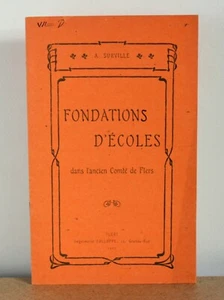 A. SURVILLE
FONDATIONS
D'ÉCOLES
dans l'ancien Comté de Flers